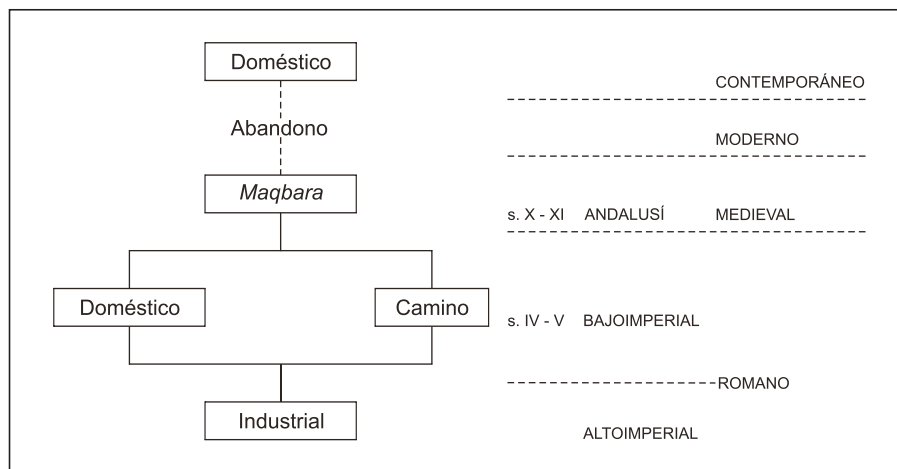 Doméstico
CONTEMPORÁNEO
Abandono
MODERNO
Maqbara
s. X - XI ANDALUSÍ MEDIEVAL
Doméstico Camino s. IV - V BAJOIMPERIAL
ROMANO
Industrial
ALTOIMPERIAL